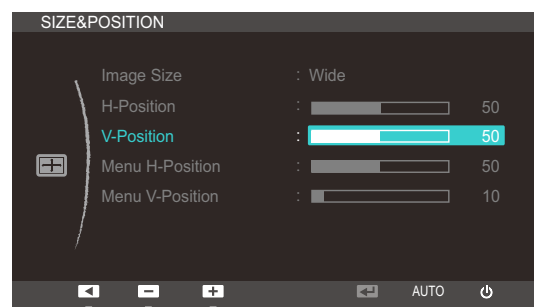 SIZE&POSITION
Image Size : Wide
H-Position : 50
V-Position : 50
Menu H-Position : 50
Menu V-Position : 10
AUTO